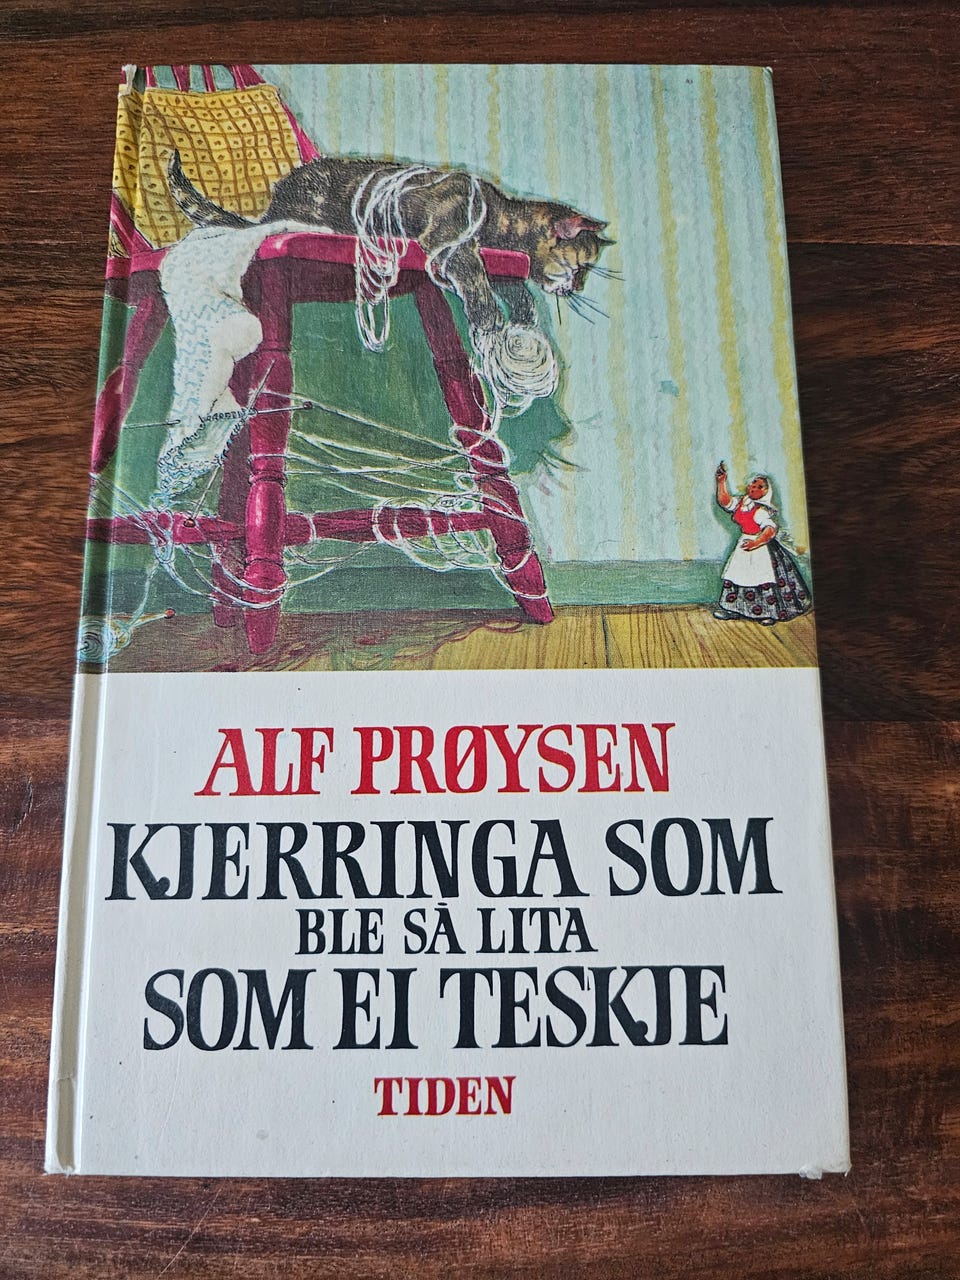 ALF PRØYSEN
KJERRINGA SOM
BLE SÅ LITA
SOM EI TESKJE
TIDEN